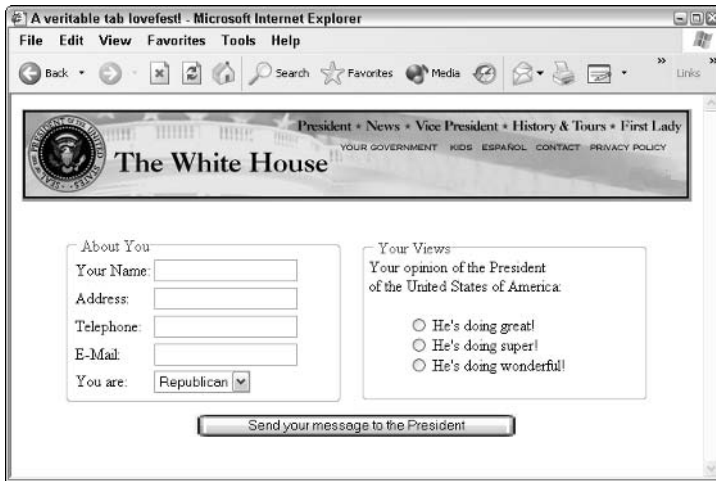 A veritable tab lovefest! - Microsoft Internet Explorer
File Edit View Favorites Tools Help
Back Search Favorites Media » Links »
President * News * Vice President * History & Tours * First Lady
YOUR GOVERNMENT KIDS ESPAÑOL CONTACT PRIVACY POLICY
The White House
About You
Your Name:
Address:
Telephone:
E-Mail:
You are: Republican
Your Views
Your opinion of the President
of the United States of America:
He's doing great!
He's doing super!
He's doing wonderful!
Send your message to the President